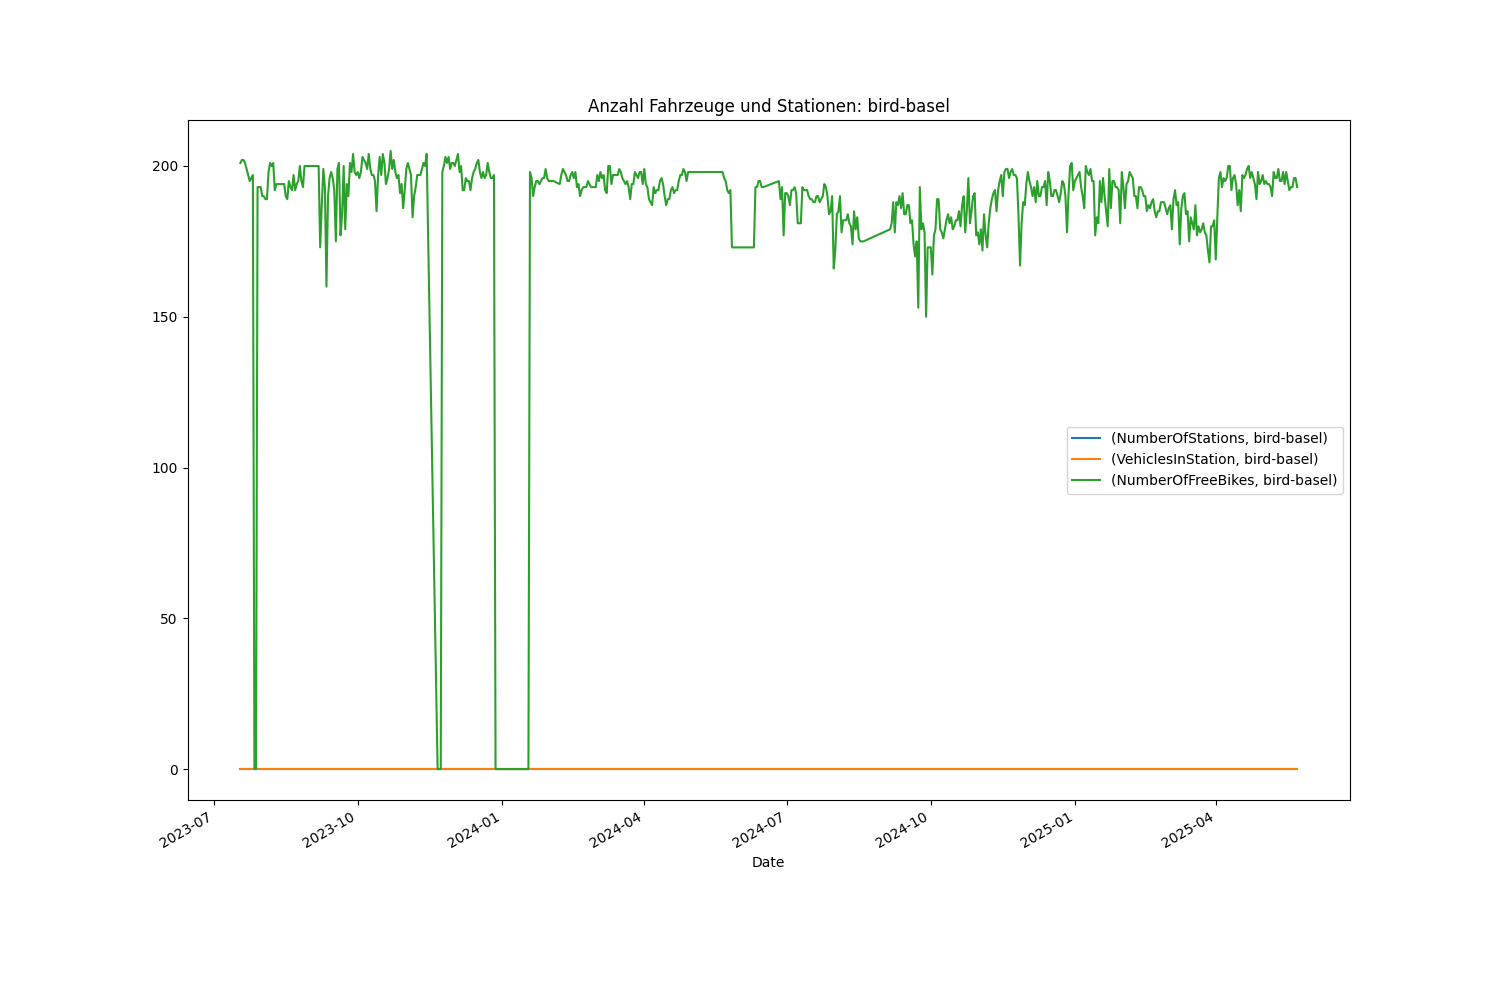 Anzahl Fahrzeuge und Stationen: bird-basel
200
150
100
50
0
(NumberOfStations, bird-basel)
(VehiclesInStation, bird-basel)
(NumberOfFreeBikes, bird-basel)
2023-07
2023-10
2024-01
2024-04
2024-07
2024-10
2025-01
2025-04
Date